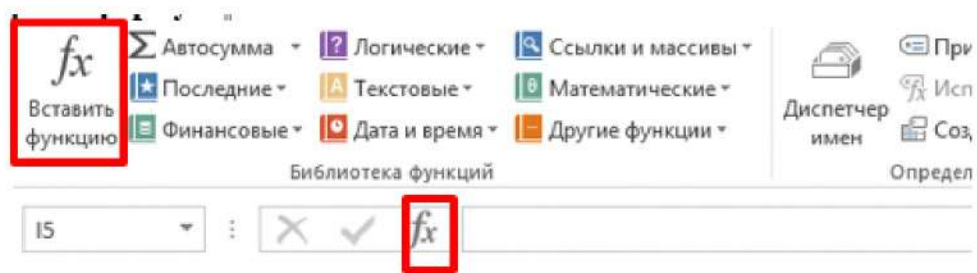 fx Σ Автосумма ? Логические Ссылки и массивы
Последние A Текстовые θ Математические
Вставить функцию Финансовые Дата и время Другие функции
Диспетчер имен
Библиотека функций
I5 fx